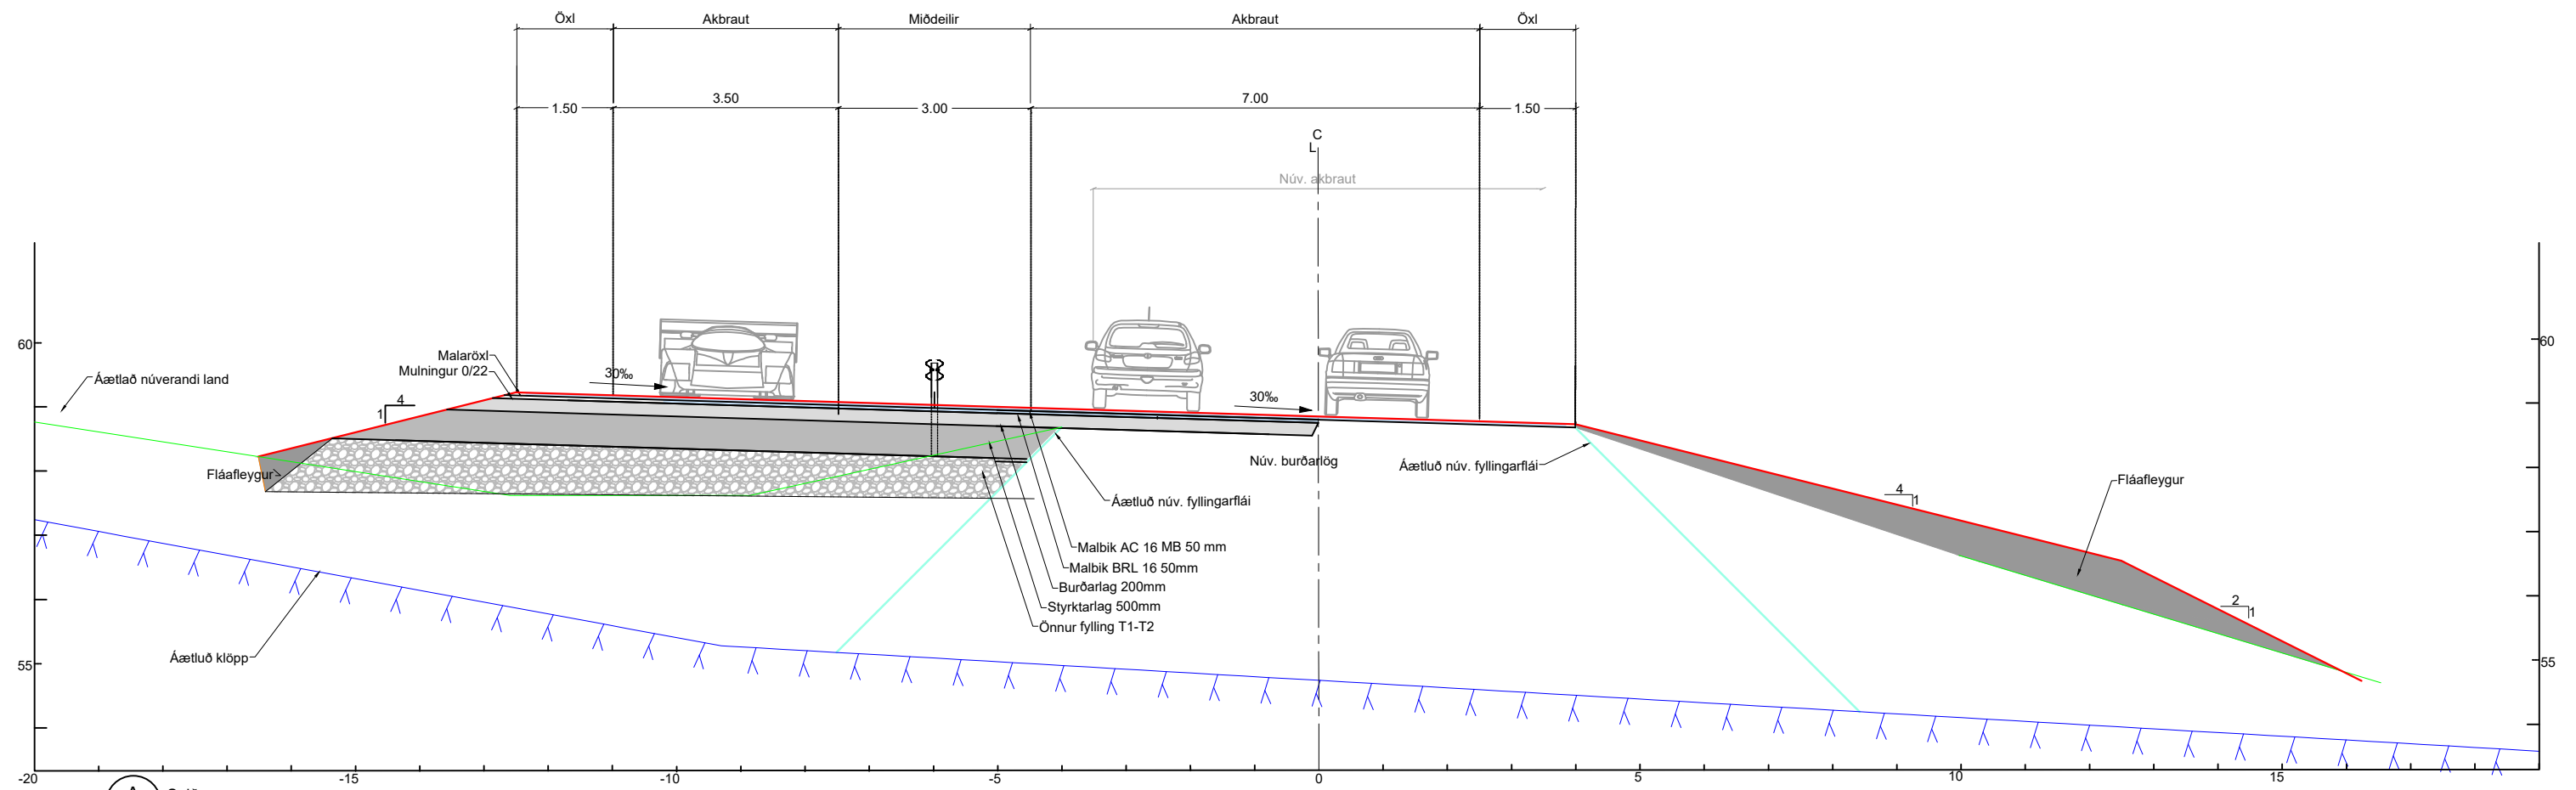 Öxl Akbraut Miðdeilir Akbraut Öxl
1.50 3.50 3.00 7.00 1.50
C
L
Núv. akbraut
60
60
Malaröxl
Mulningur 0/22
30‰
Áætlað núverandi land
4
1
30‰
Núv. burðarlög
Áætluð núv. fyllingarflái
Fláafleygur
Fláafleygur
4
1
Áætluð núv. fyllingarflái
Malbik AC 16 MB 50 mm
Malbik BRL 16 50mm
Burðarlag 200mm
Styrktarlag 500mm
Önnur fylling T1-T2
2
1
Áætluð klöpp
55
55
-20 -15 -10 -5 0 5 10 15